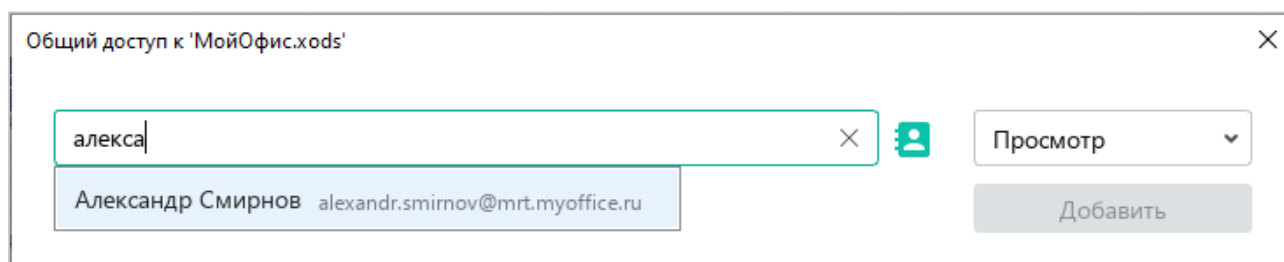 Общий доступ к 'МойОфис.xods'
алекса
Просмотр
Александр Смирнов alexandr.smirnov@mrt.myoffice.ru
Добавить